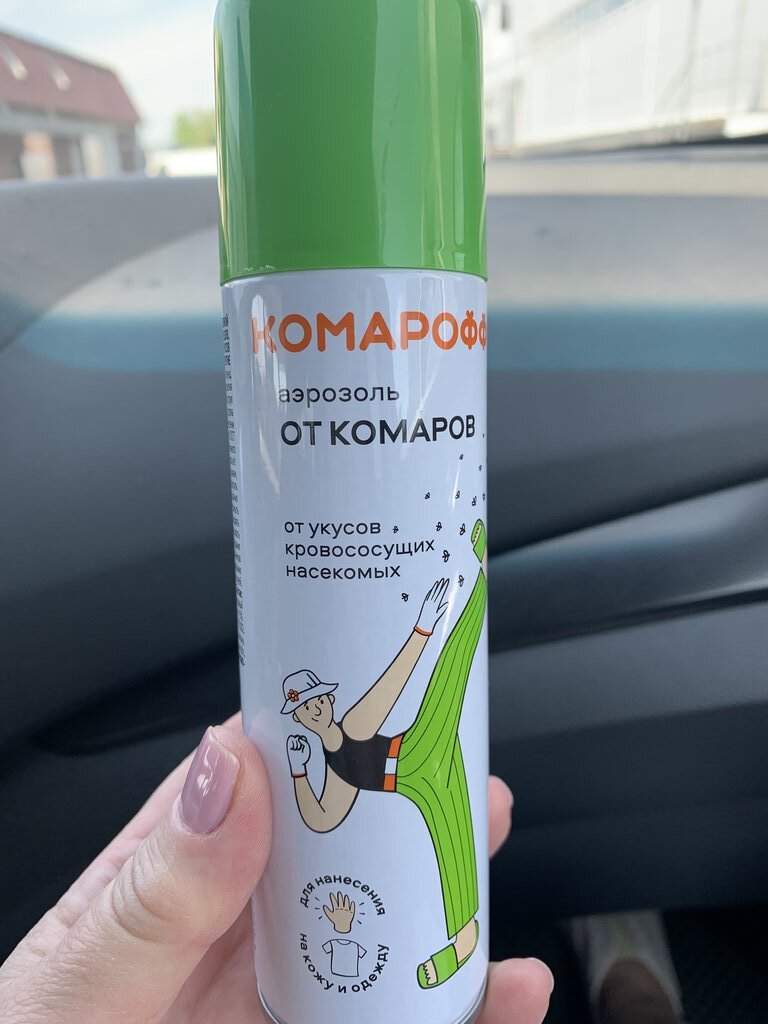 КОМАРОФФ
аэрозоль
ОТ КОМАРОВ
от укусов
кровососущих
насекомых
для нанесения
на кожу и одежду